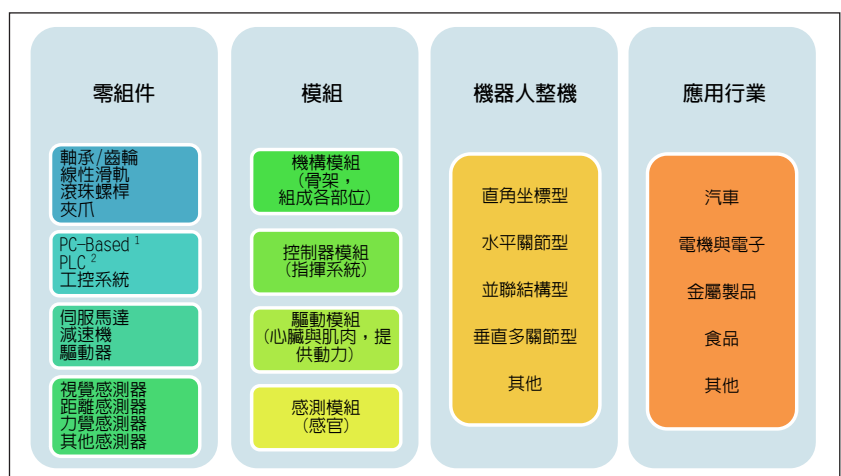 零組件
軸承/齒輪
線性滑軌
滾珠螺桿
夾爪
PC-Based 1
PLC 2
工控系統
伺服馬達
減速機
驅動器
視覺感測器
距離感測器
力覺感測器
其他感測器
模組
機構模組
(骨架，
組成各部位)
控制器模組
(指揮系統)
驅動模組
(心臟與肌肉，提
供動力)
感測模組
(感官)
機器人整機
直角坐標型
水平關節型
並聯結構型
垂直多關節型
其他
應用行業
汽車
電機與電子
金屬製品
食品
其他